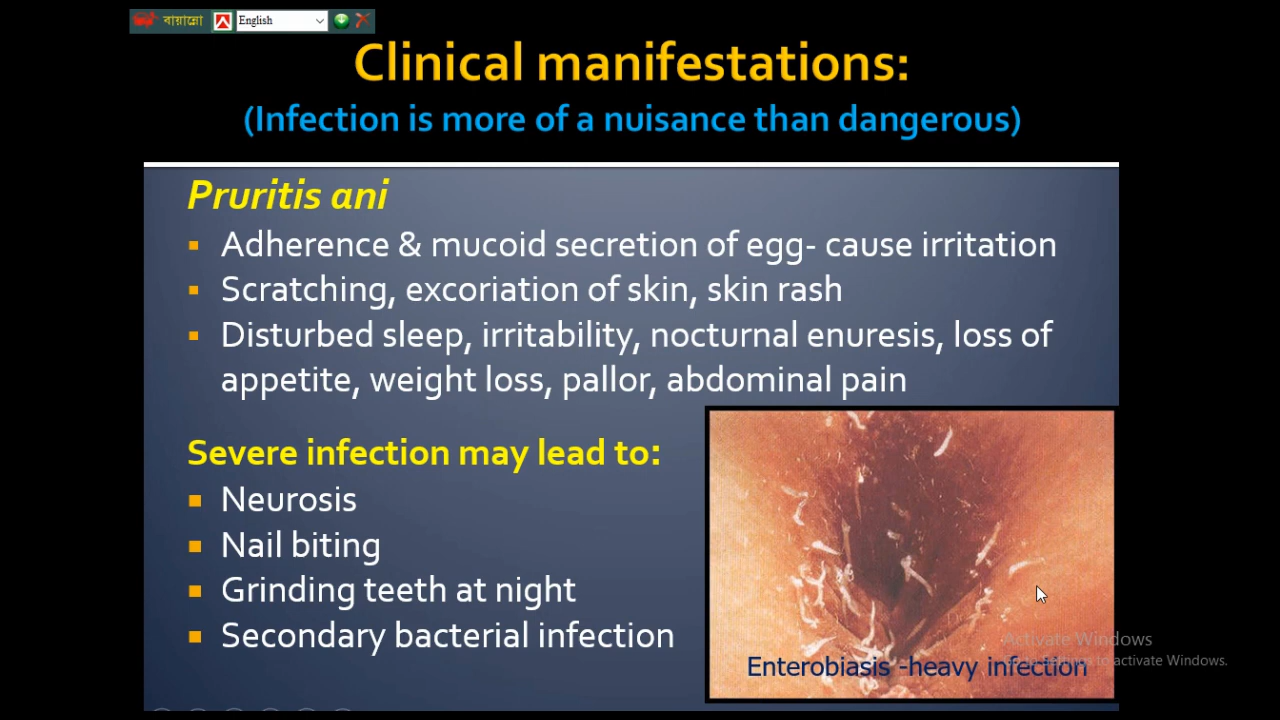 বায়ান্নো English
Clinical manifestations:
(Infection is more of a nuisance than dangerous)
Pruritis ani
▪ Adherence & mucoid secretion of egg- cause irritation
▪ Scratching, excoriation of skin, skin rash
▪ Disturbed sleep, irritability, nocturnal enuresis, loss of
appetite, weight loss, pallor, abdominal pain
Severe infection may lead to:
▪ Neurosis
▪ Nail biting
▪ Grinding teeth at night
▪ Secondary bacterial infection
Enterobiasis -heavy infection
Activate Windows
to activate Windows.